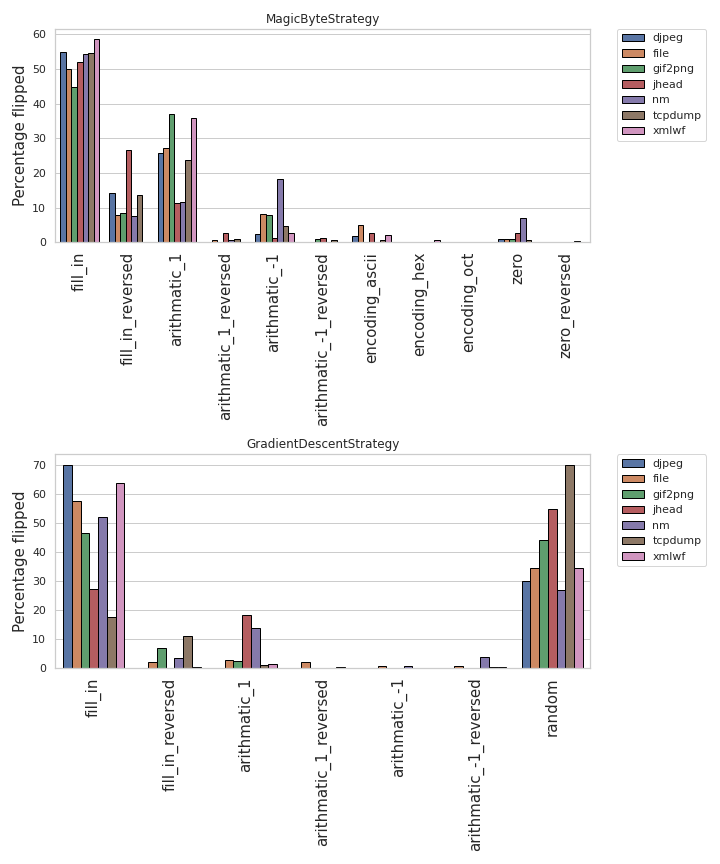 MagicByteStrategy
Percentage flipped
60
50
40
30
20
10
0
fill_in
fill_in_reversed
arithmatic_1
arithmatic_1_reversed
arithmatic_-1
arithmatic_-1_reversed
encoding_ascii
encoding_hex
encoding_oct
zero
zero_reversed
djpeg
file
gif2png
jhead
nm
tcpdump
xmlwf
GradientDescentStrategy
Percentage flipped
70
60
50
40
30
20
10
0
fill_in
fill_in_reversed
arithmatic_1
arithmatic_1_reversed
arithmatic_-1
arithmatic_-1_reversed
random
djpeg
file
gif2png
jhead
nm
tcpdump
xmlwf